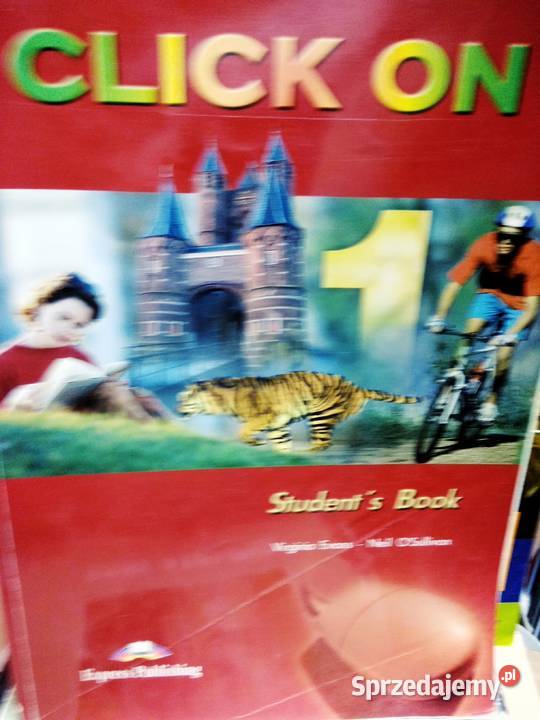 CLICK ON
1
Student's Book
Virginia Evans - Neil O'Sullivan
Express Publishing
Sprzedajemy.pl